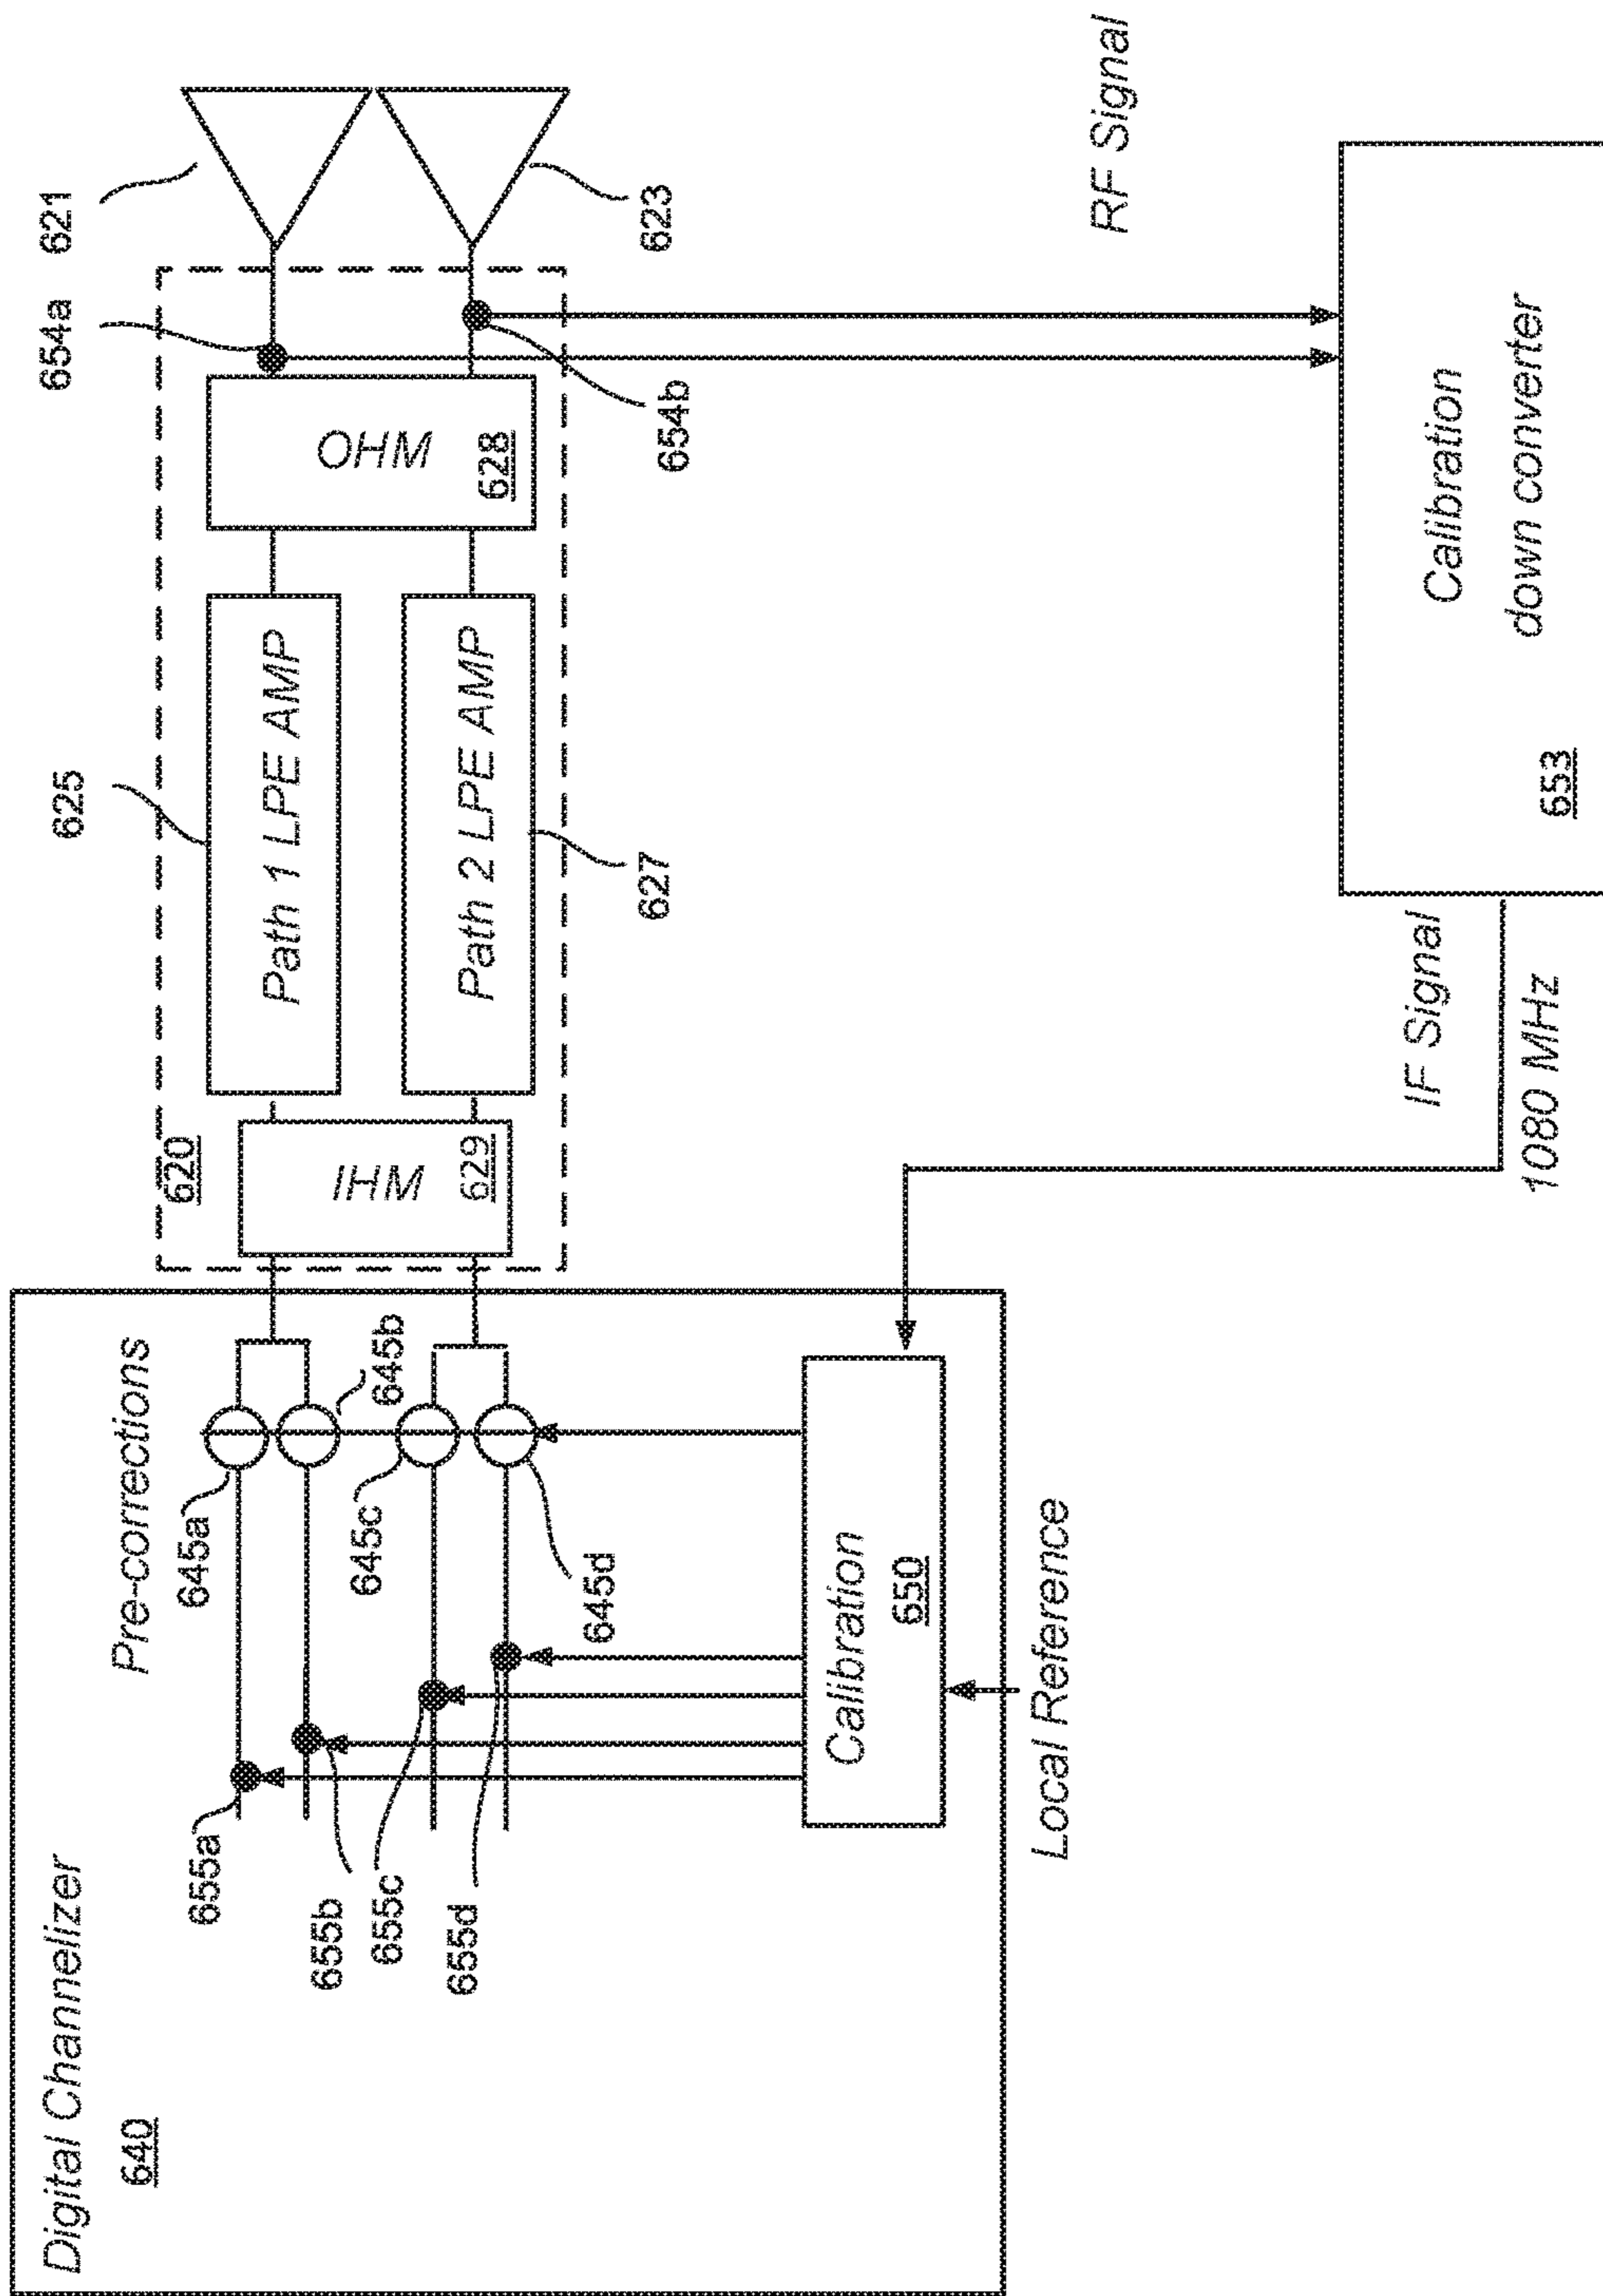 Digital Channelizer
640
Pre-corrections
645a
645b
645c
645d
655a
655b
655c
655d
Calibration
650
Local Reference
620
IHM
629
625
Path 1 LPE AMP
Path 2 LPE AMP
627
OHM
628
654a
654b
621
623
RF Signal
IF Signal
1080 MHz
Calibration
down converter
653